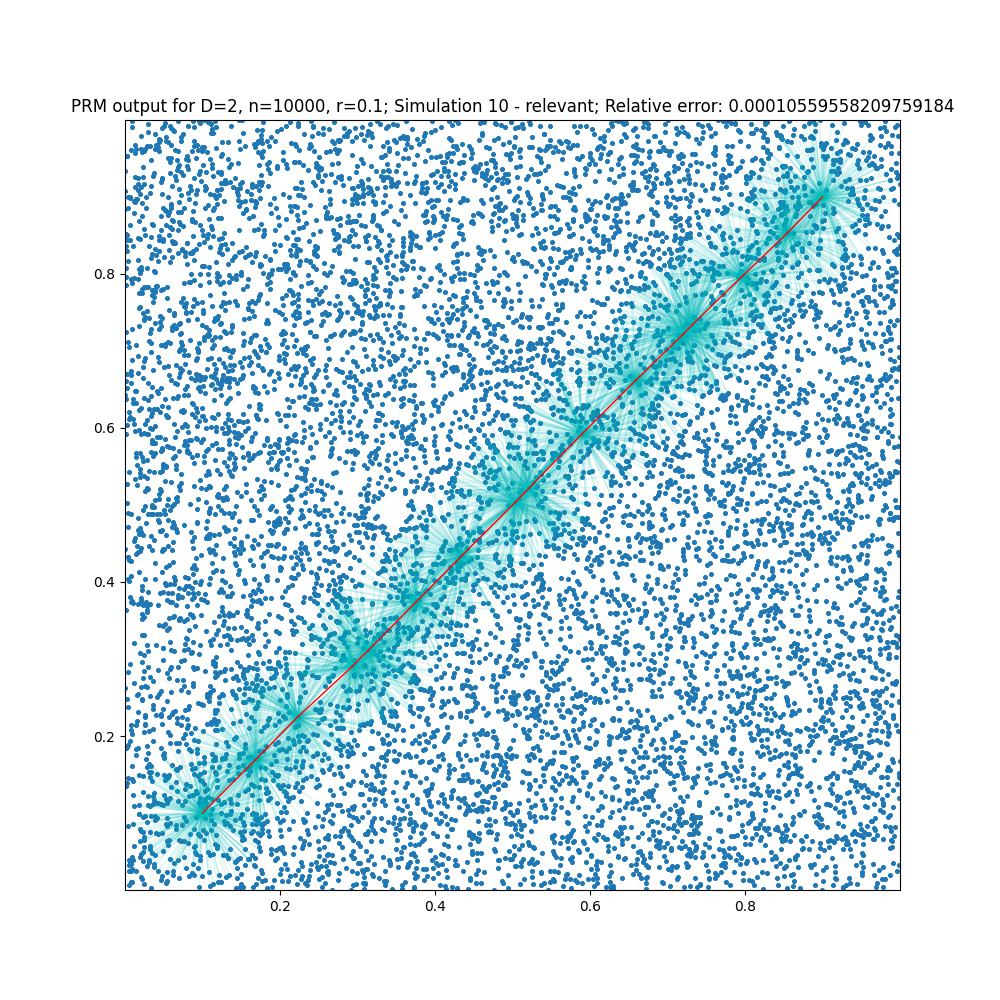 PRM output for D=2, n=10000, r=0.1; Simulation 10 - relevant; Relative error: 0.00010559558209759184
0.8
0.6
0.4
0.2
0.2 0.4 0.6 0.8